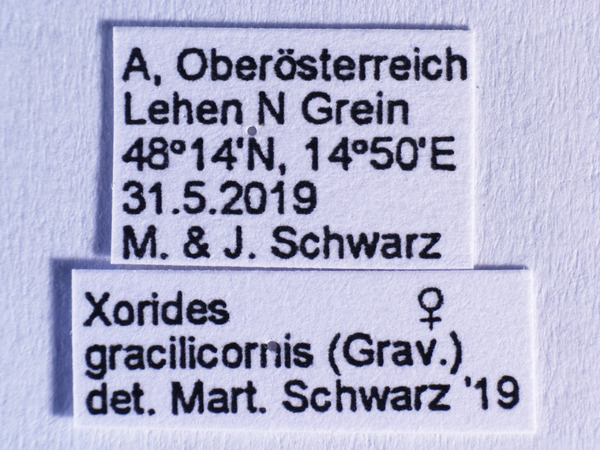 A, Oberösterreich
Lehen N Grein
48°14'N, 14°50'E
31.5.2019
M. & J. Schwarz
Xorides ♀
gracilicornis (Grav.)
det. Mart. Schwarz '19